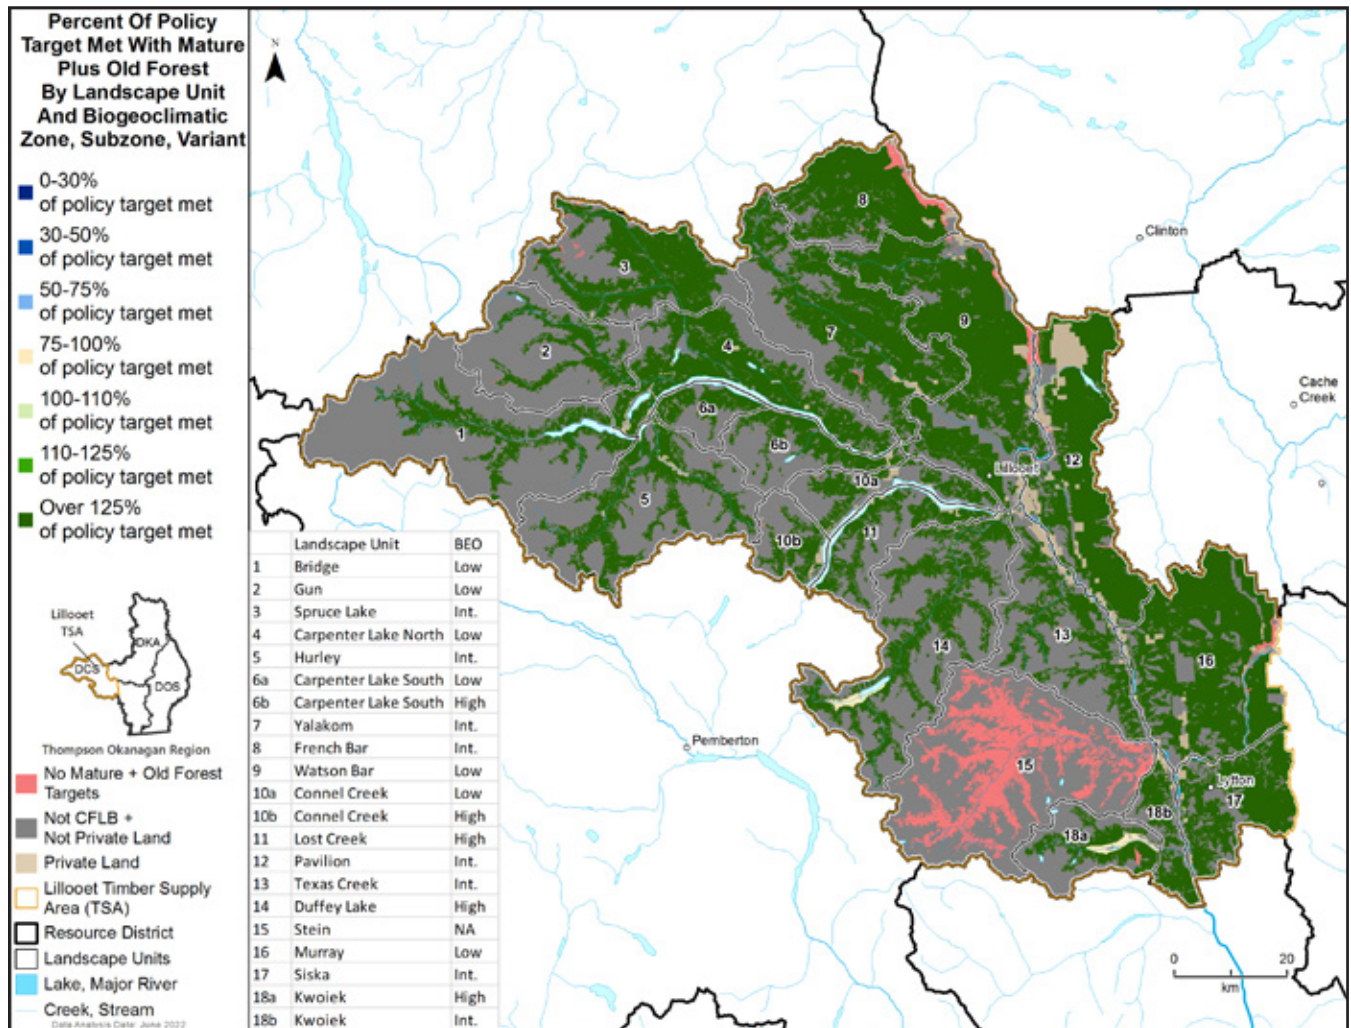 Percent Of Policy
Target Met With Mature
Plus Old Forest
By Landscape Unit
And Biogeoclimatic
Zone, Subzone, Variant
0-30%
of policy target met
30-50%
of policy target met
50-75%
of policy target met
75-100%
of policy target met
100-110%
of policy target met
110-125%
of policy target met
Over 125%
of policy target met
Lillooet
TSA
DKA
DCS
DOS
Thompson Okanagan Region
No Mature + Old Forest
Targets
Not CFLB +
Not Private Land
Private Land
Lillooet Timber Supply
Area (TSA)
Resource District
Landscape Units
Lake, Major River
Creek, Stream
Data Analysis Date: June 2022
Landscape Unit BEO
1 Bridge Low
2 Gun Low
3 Spruce Lake Int.
4 Carpenter Lake North Low
5 Hurley Int.
6a Carpenter Lake South Low
6b Carpenter Lake South High
7 Yalakom Int.
8 French Bar Int.
9 Watson Bar Low
10a Connel Creek Low
10b Connel Creek High
11 Lost Creek High
12 Pavilion Int.
13 Texas Creek Int.
14 Duffey Lake High
15 Stein NA
16 Murray Low
17 Siska Int.
18a Kwoiek High
18b Kwoiek Int.
N
8
Clinton
3
9
7
2
4
Cache
Creek
6a
1
6b
12
Lillooet
10a
5
11
10b
13
14
16
Pemberton
15
Lytton
17
18b
18a
0 20
km